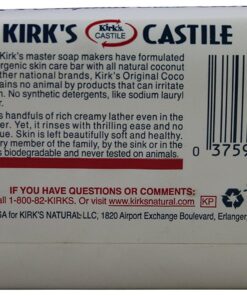 KIRK'S Kirk's CASTILE CASTILE
Kirk's master soap makers have formulated
ergenic skin care bar with all natural coconut
ther national brands, Kirk's Original Coco
ains no animal by products that can irritate
n. No synthetic detergents, like sodium lauryl
er.
s handfuls of rich creamy lather even in the
er. Yet, it rinses with thrilling ease and no
ue. Skin is left beautifully soft and healthy.
ry member of the family, by the sink or in the
s biodegradable and never tested on animals.
0 3759
IF YOU HAVE QUESTIONS OR COMMENTS:
all 1-800-82-KIRKS. Or visit www.kirksnatural.com KP
SA for KIRK'S NATURAL LLC, 1820 Airport Exchange Boulevard, Erlanger,